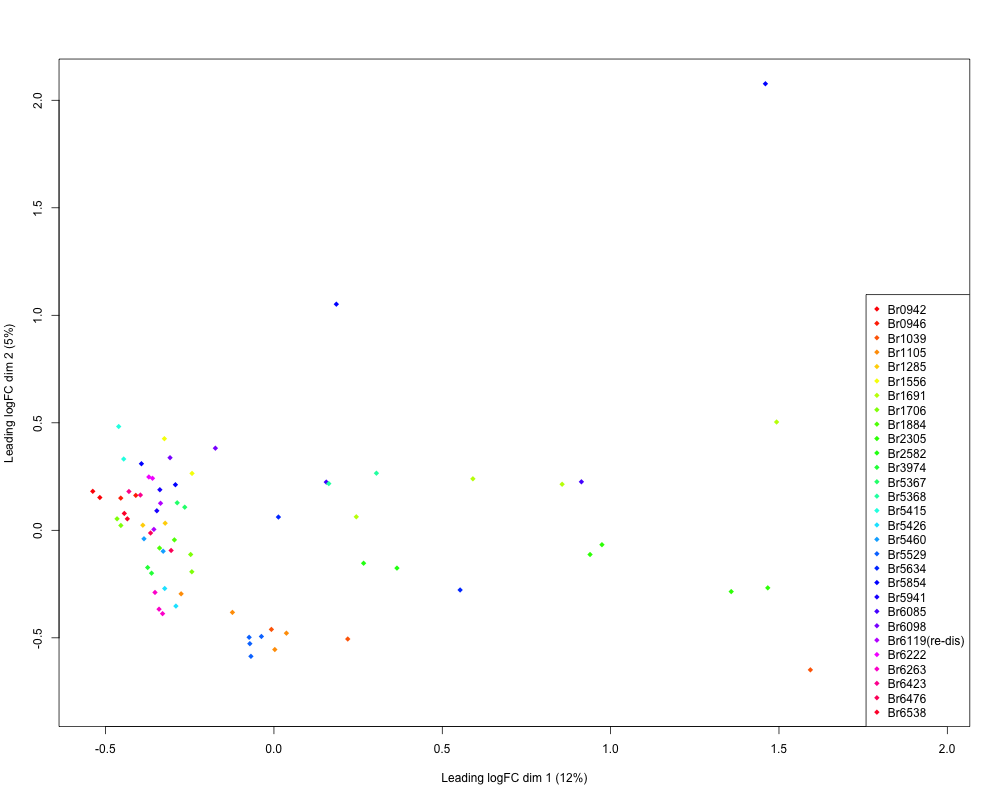 2.0
1.5
1.0
0.5
0.0
-0.5
Leading logFC dim 2 (5%)
Br0942
Br0946
Br1039
Br1105
Br1285
Br1556
Br1691
Br1706
Br1884
Br2305
Br2582
Br3974
Br5367
Br5368
Br5415
Br5426
Br5460
Br5529
Br5634
Br5854
Br5941
Br6085
Br6098
Br6119(re-dis)
Br6222
Br6263
Br6423
Br6476
Br6538
-0.5 0.0 0.5 1.0 1.5 2.0
Leading logFC dim 1 (12%)